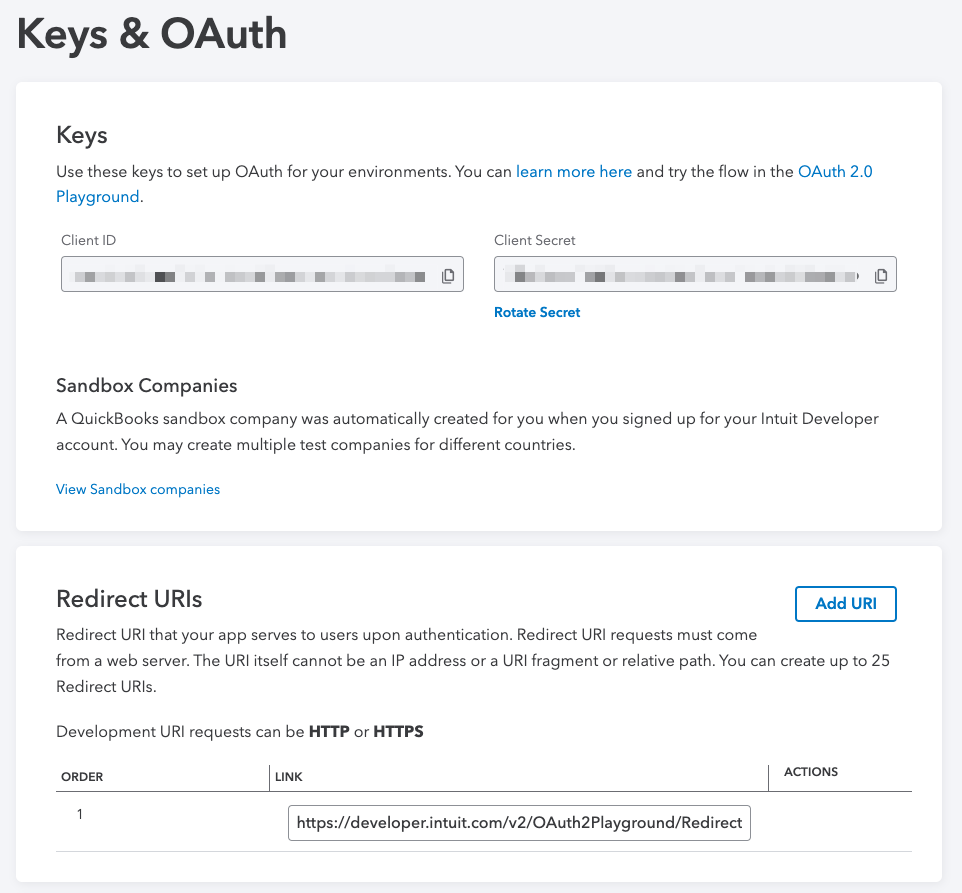 Keys & OAuth
Keys
Use these keys to set up OAuth for your environments. You can learn more here and try the flow in the OAuth 2.0
Playground.
Client ID
Client Secret
Rotate Secret
Sandbox Companies
A QuickBooks sandbox company was automatically created for you when you signed up for your Intuit Developer
account. You may create multiple test companies for different countries.
View Sandbox companies
Redirect URIs
Add URI
Redirect URI that your app serves to users upon authentication. Redirect URI requests must come
from a web server. The URI itself cannot be an IP address or a URI fragment or relative path. You can create up to 25
Redirect URIs.
Development URI requests can be HTTP or HTTPS
ORDER LINK ACTIONS
1 https://developer.intuit.com/v2/OAuth2Playground/Redirect